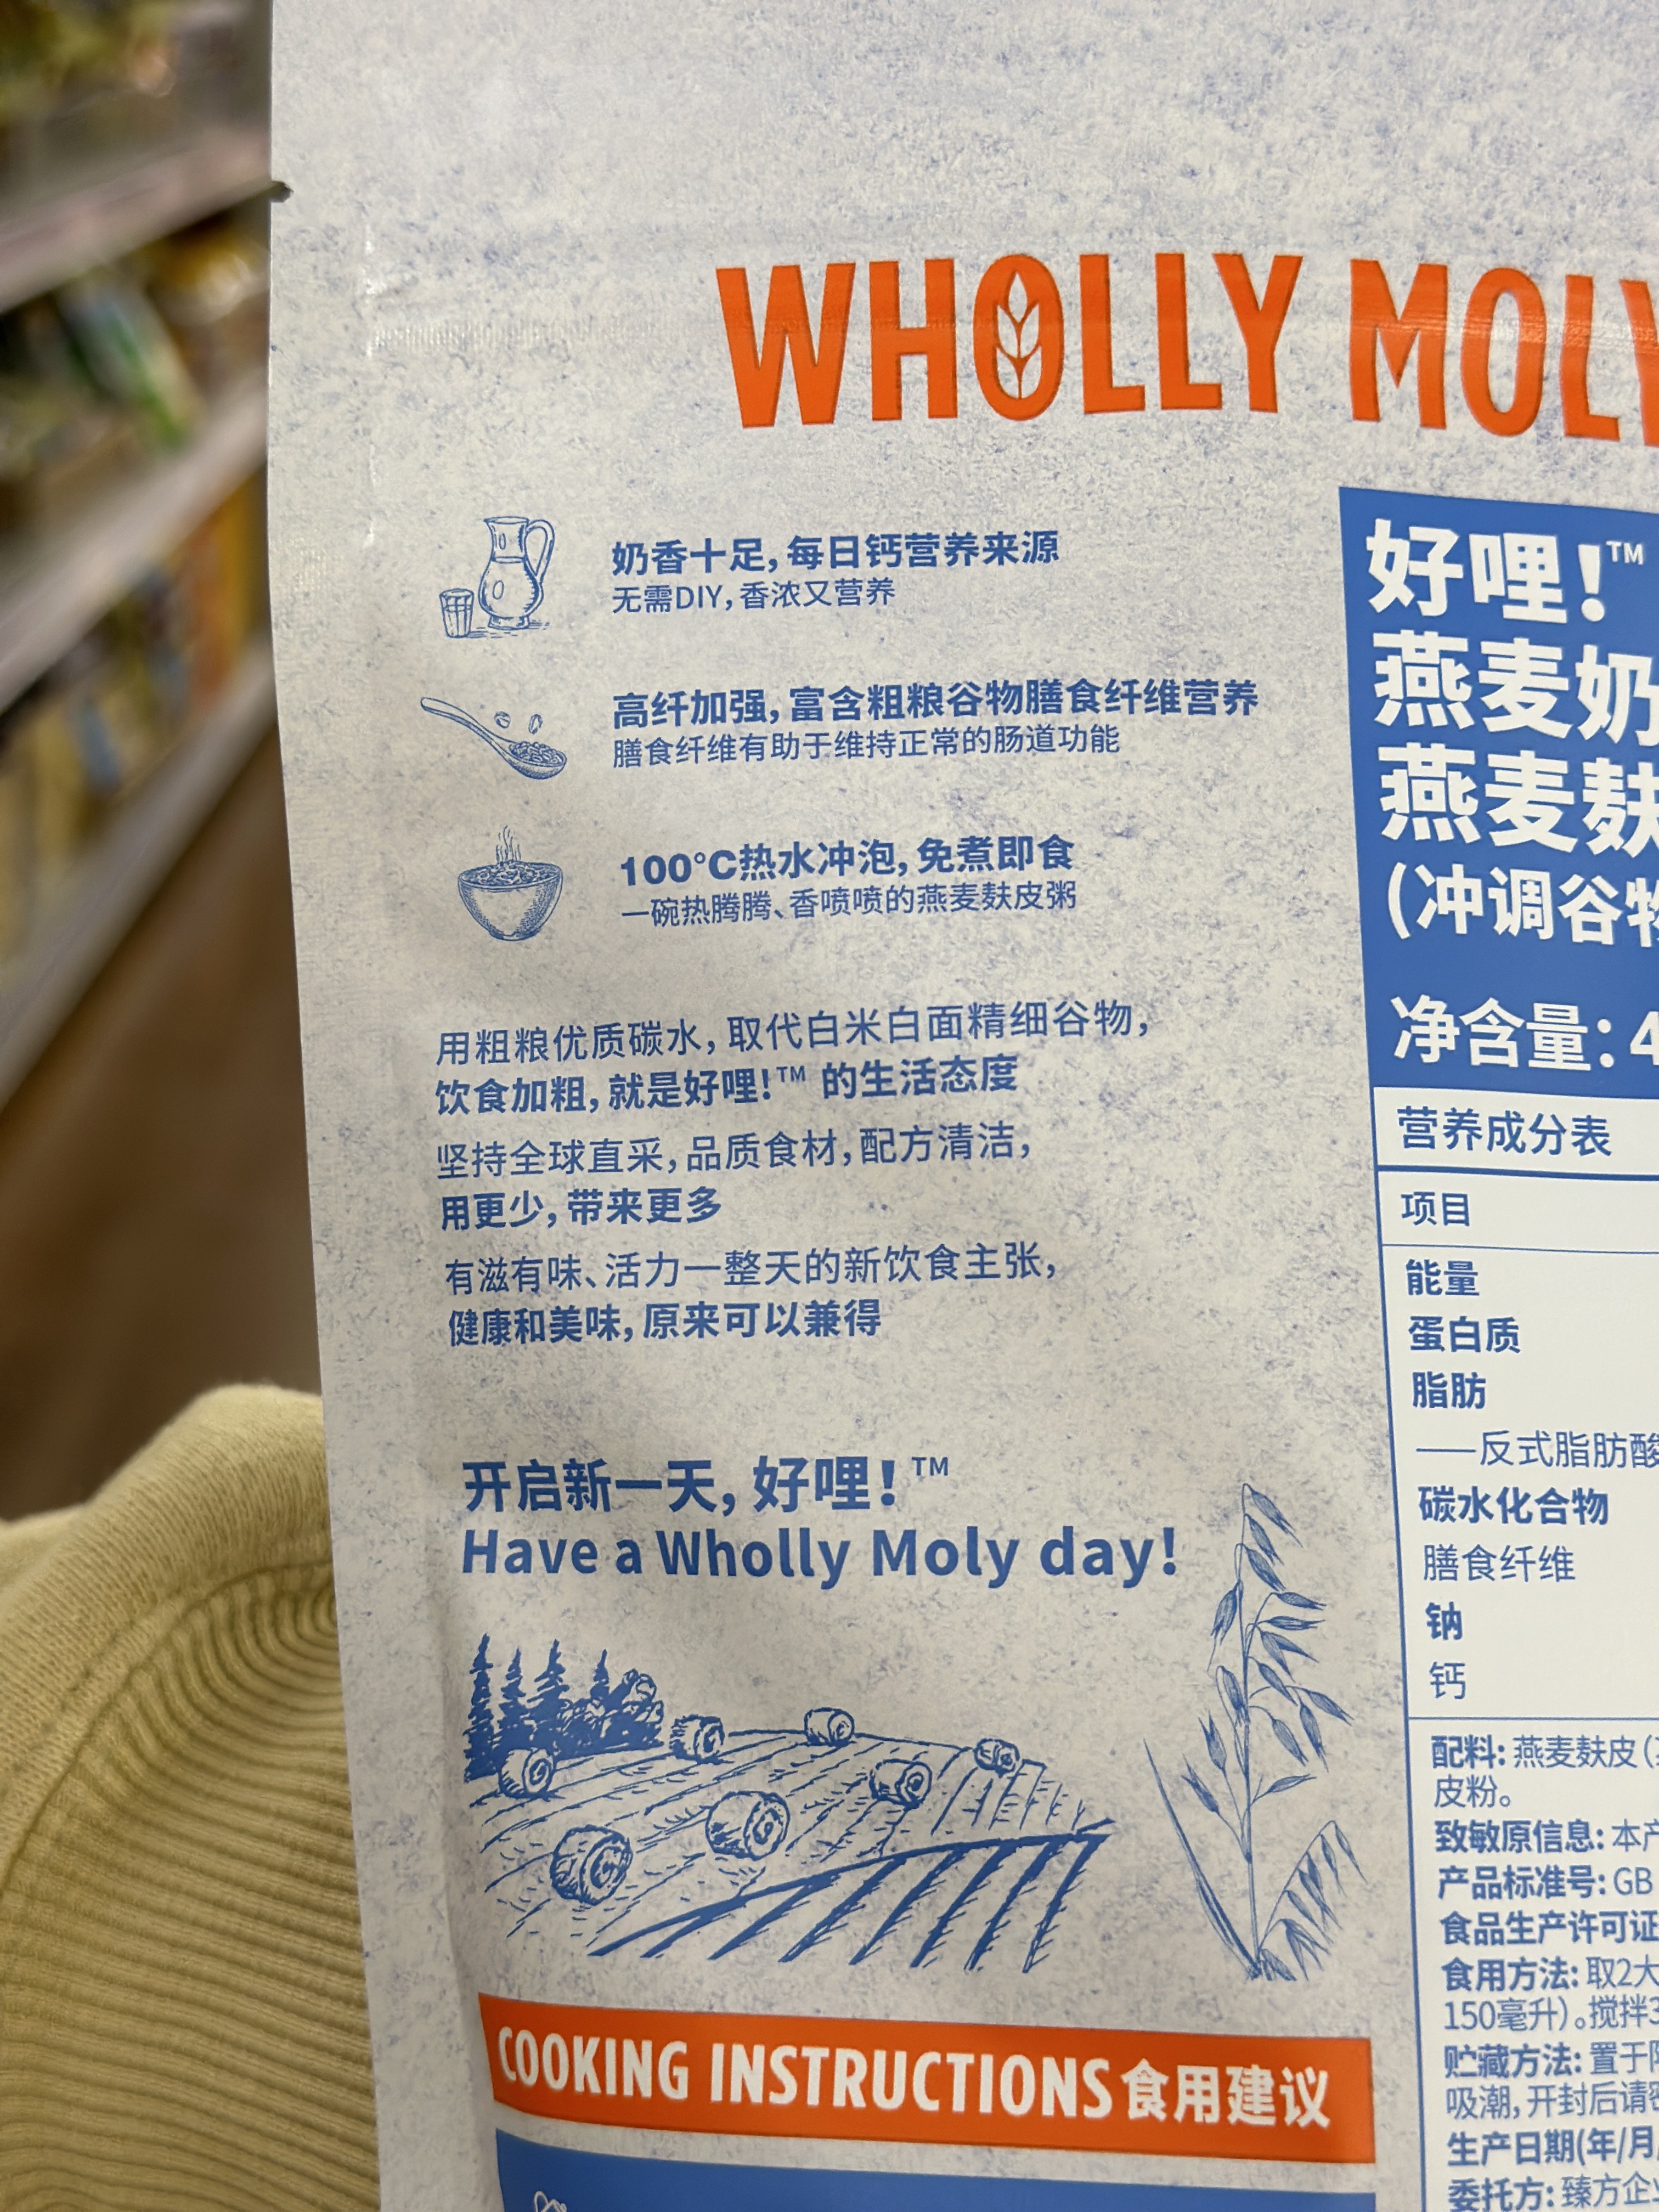 WHOLLY MOLY
奶香十足，每日钙营养来源
无需DIY，香浓又营养
高纤加强，富含粗粮谷物膳食纤维营养
膳食纤维有助于维持正常的肠道功能
100°C热水冲泡，免煮即食
一碗热腾腾、香喷喷的燕麦麸皮粥
用粗粮优质碳水，取代白米白面精细谷物，
饮食加粗，就是好哩！™ 的生活态度
坚持全球直采，品质食材，配方清洁，
用更少，带来更多
有滋有味、活力一整天的新饮食主张，
健康和美味，原来可以兼得
开启新一天，好哩！™
Have a Wholly Moly day!
COOKING INSTRUCTIONS 食用建议
好哩！™
燕麦奶
燕麦麸
（冲调谷物
净含量：4
营养成分表
项目
能量
蛋白质
脂肪
——反式脂肪酸
碳水化合物
膳食纤维
钠
钙
配料：燕麦麸皮（
皮粉。
致敏原信息：本产
产品标准号：GB
食品生产许可证
食用方法：取2大
150毫升）。搅拌3
贮藏方法：置于阴
吸潮，开封后请密
生产日期(年/月/
委托方：臻方企业